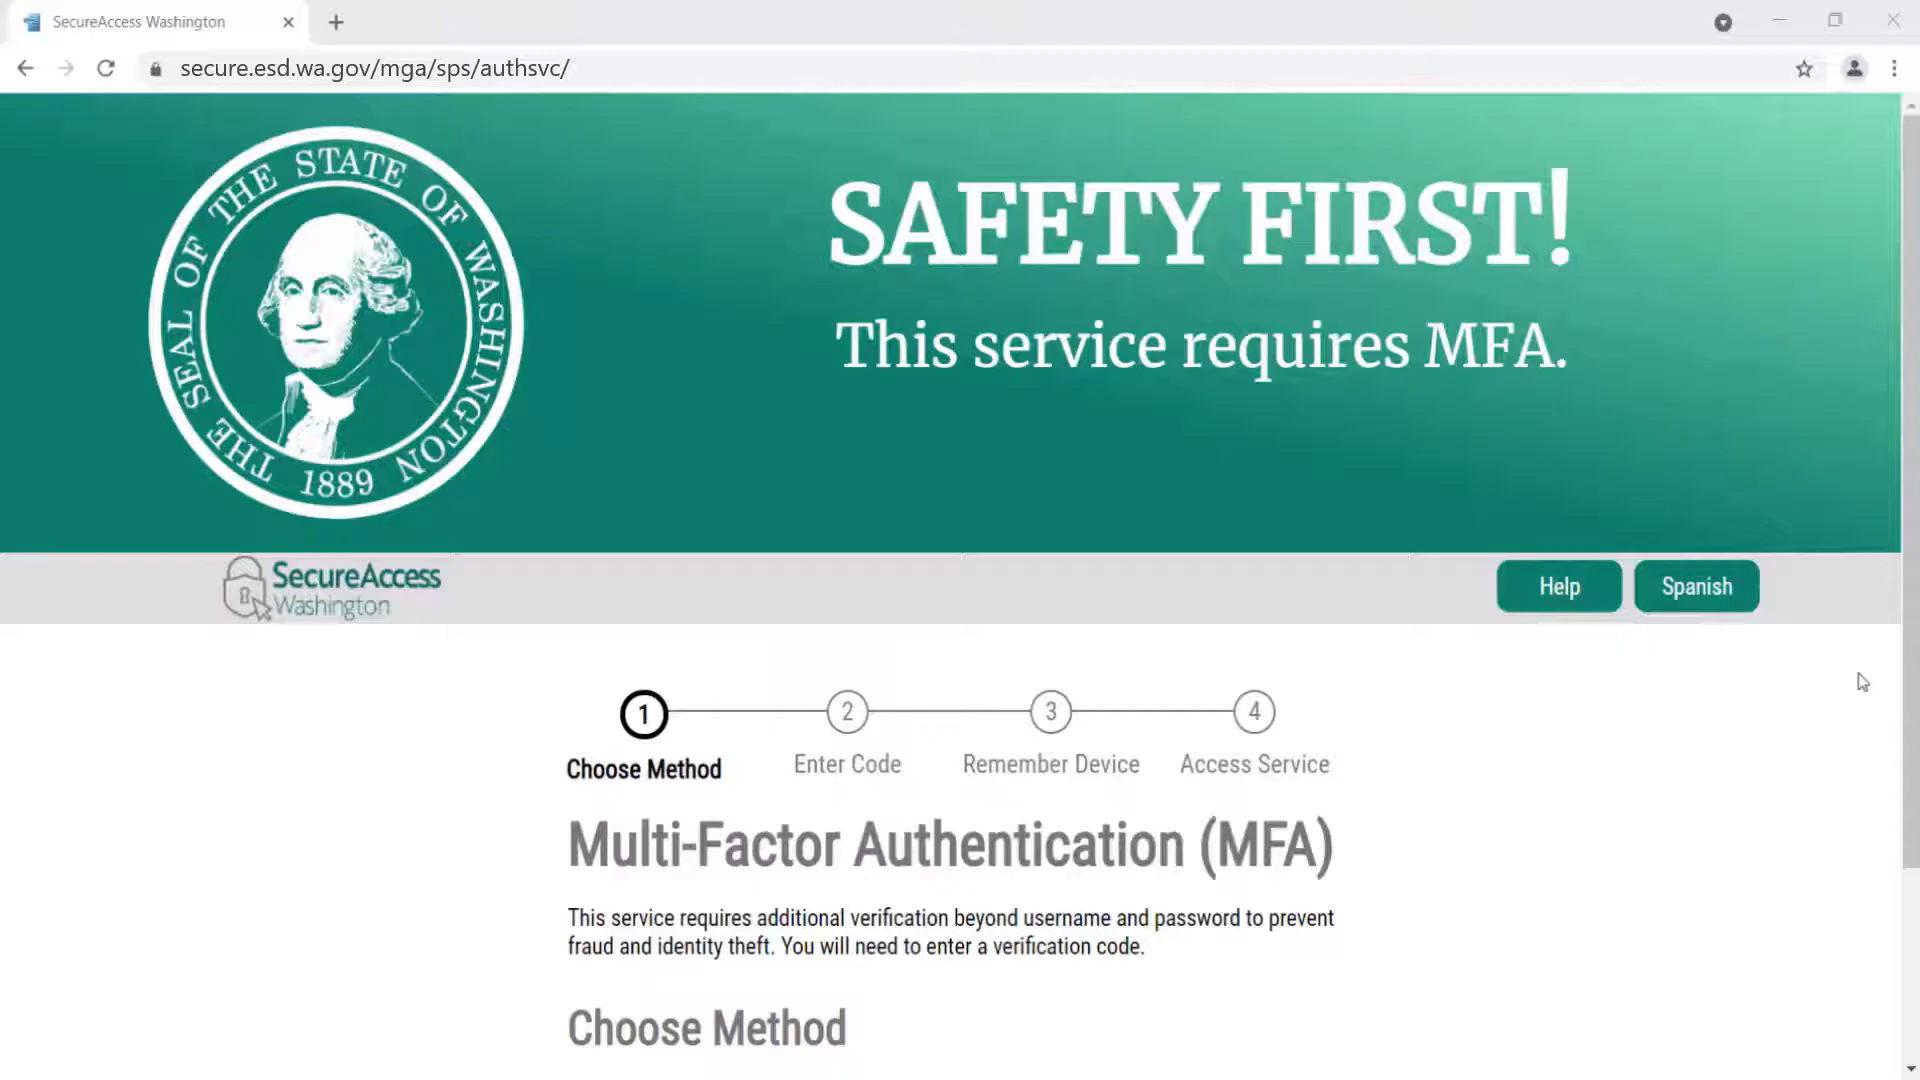 SecureAccess Washington
secure.esd.wa.gov/mga/sps/authsvc/
THE SEAL OF THE STATE OF WASHINGTON
1889
SAFETY FIRST!
This service requires MFA.
SecureAccess
Washington
Help
Spanish
1
2
3
4
Choose Method
Enter Code
Remember Device
Access Service
Multi-Factor Authentication (MFA)
This service requires additional verification beyond username and password to prevent
fraud and identity theft. You will need to enter a verification code.
Choose Method